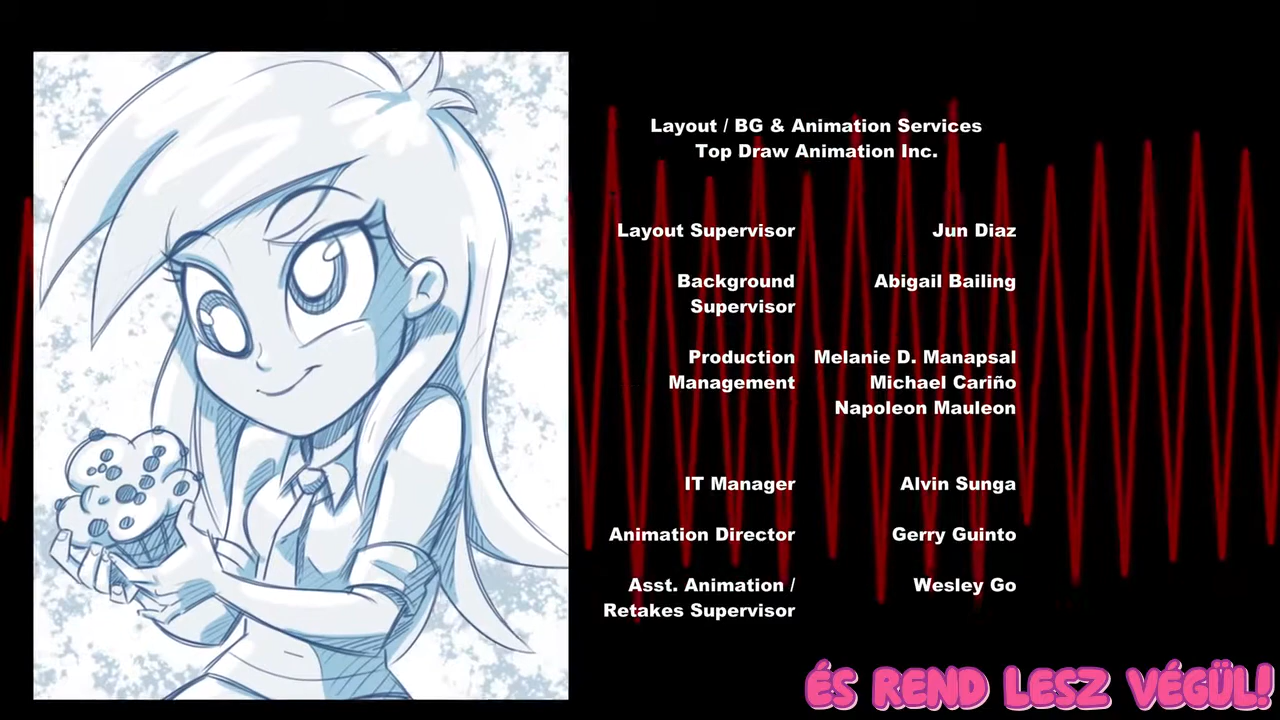 Layout / BG & Animation Services
Top Draw Animation Inc.
Layout Supervisor Jun Diaz
Background Abigail Bailing
Supervisor
Production Melanie D. Manapsal
Management Michael Cariño
Napoleon Mauleon
IT Manager Alvin Sunga
Animation Director Gerry Guinto
Asst. Animation / Wesley Go
Retakes Supervisor
ÉS REND LESZ VÉGÜL!